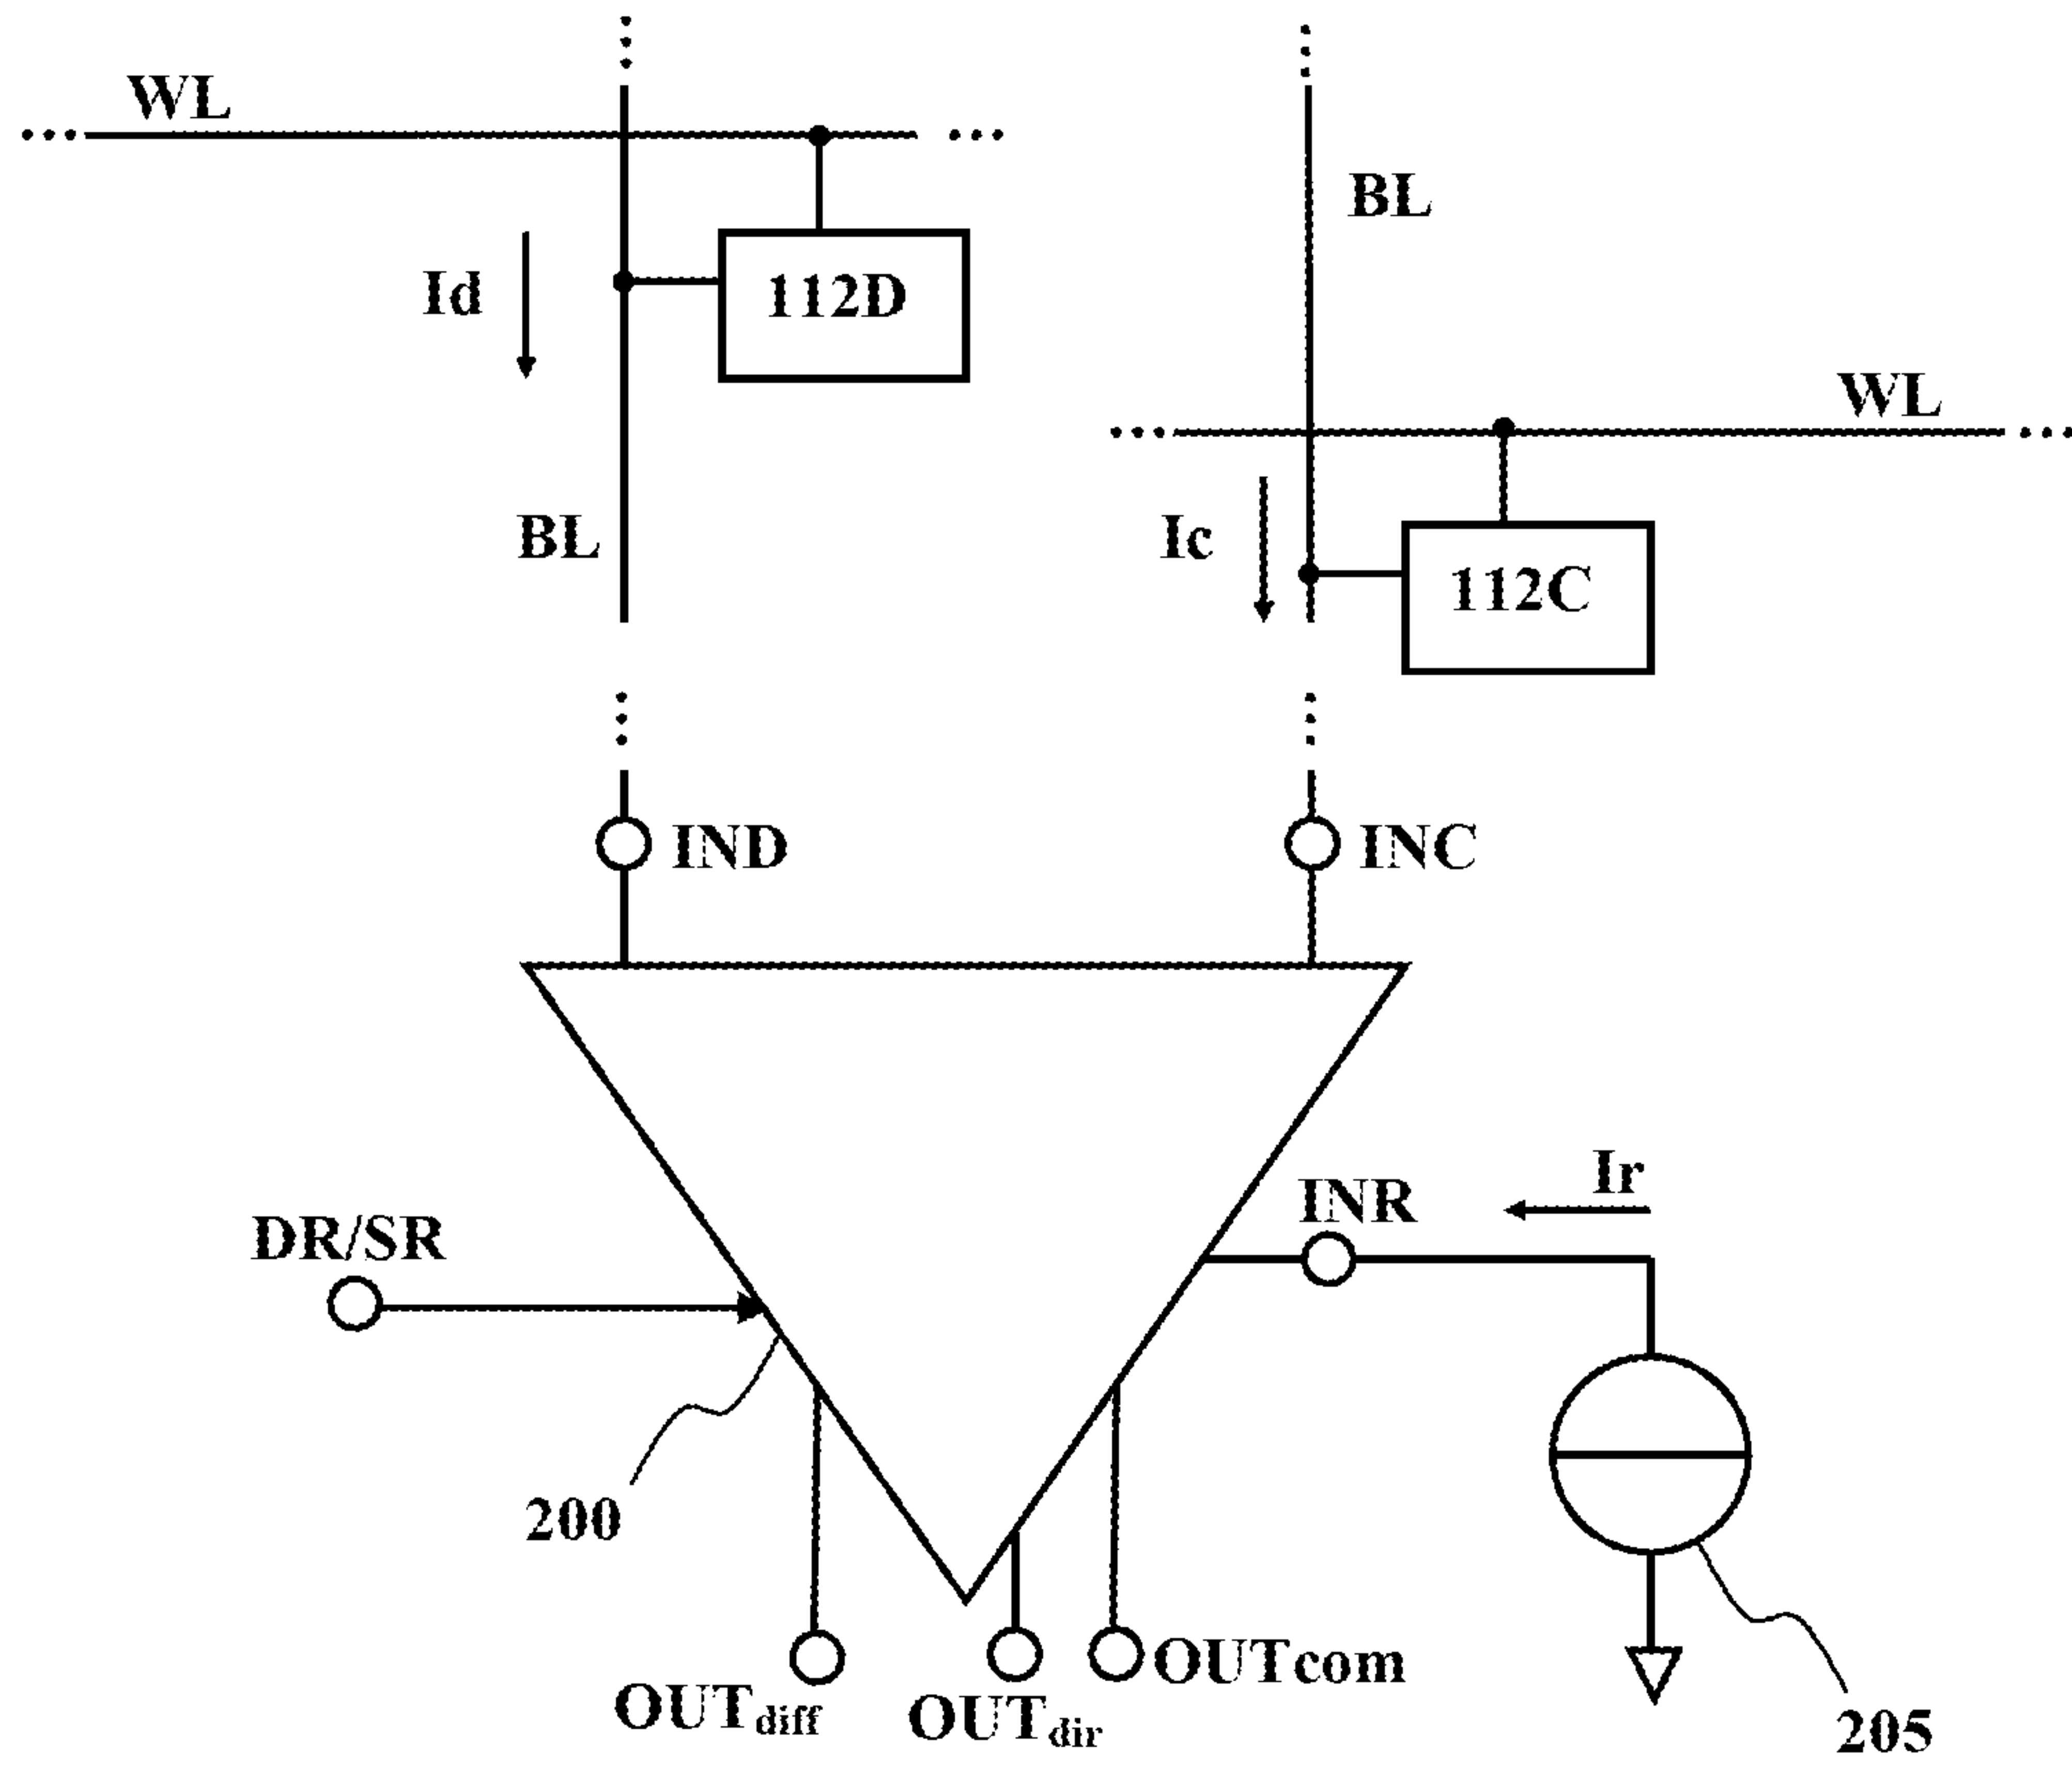 WL
BL
Id
112D
WL
BL
Ic
112C
IND
INC
DR/SR
INR
Ir
200
OUTdiff
OUTdir
OUTcom
205